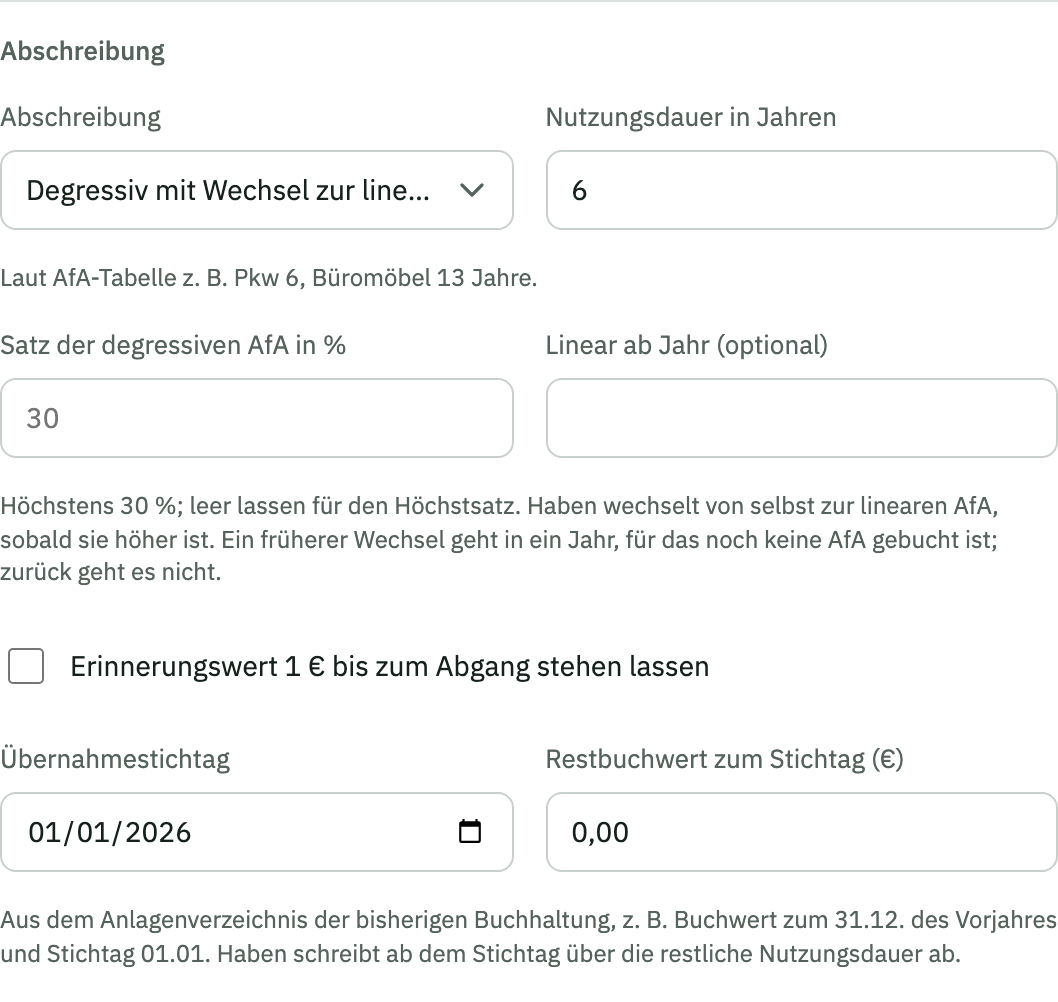 Abschreibung
Abschreibung
Nutzungsdauer in Jahren
Degressiv mit Wechsel zur line...
6
Laut AfA-Tabelle z. B. Pkw 6, Büromöbel 13 Jahre.
Satz der degressiven AfA in %
Linear ab Jahr (optional)
30
Höchstens 30 %; leer lassen für den Höchstsatz. Haben wechselt von selbst zur linearen AfA,
sobald sie höher ist. Ein früherer Wechsel geht in ein Jahr, für das noch keine AfA gebucht ist;
zurück geht es nicht.
Erinnerungswert 1 € bis zum Abgang stehen lassen
Übernahmestichtag
Restbuchwert zum Stichtag (€)
01/01/2026
0,00
Aus dem Anlagenverzeichnis der bisherigen Buchhaltung, z. B. Buchwert zum 31.12. des Vorjahres
und Stichtag 01.01. Haben schreibt ab dem Stichtag über die restliche Nutzungsdauer ab.